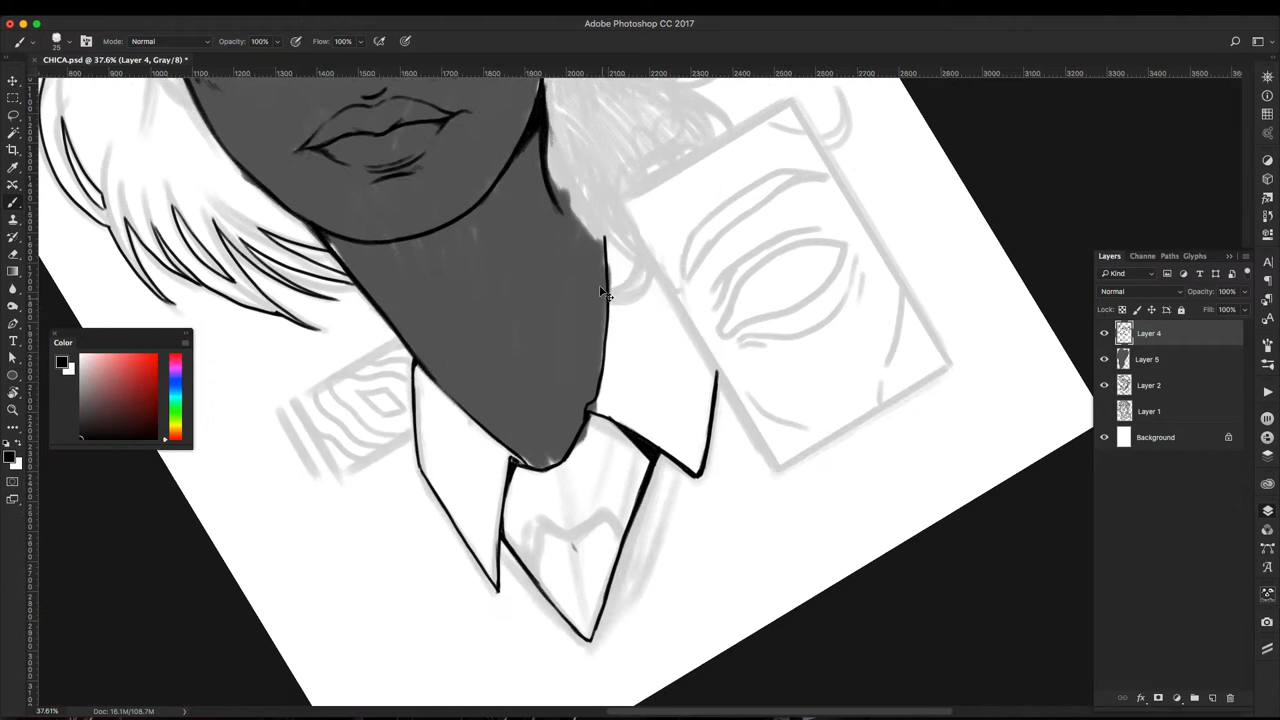 Adobe Photoshop CC 2017
25 Mode: Normal Opacity: 100% Flow: 100%
CHICA.psd @ 37.6% (Layer 4, Gray/8) *
800 900 1000 1100 1200 1300 1400 1500 1600 1700 1800 1900 2000 2100 2200 2300 2400 2500 2600 2700 2800 2900 3000 3100 3200 3300 3400 3500
Layers Channe Paths Glyphs
Kind
Normal Opacity: 100%
Lock: Fill: 100%
Layer 4
Color
Layer 5
Layer 2
Layer 1
Background
fx
37.61% Doc: 16.1M/108.7M